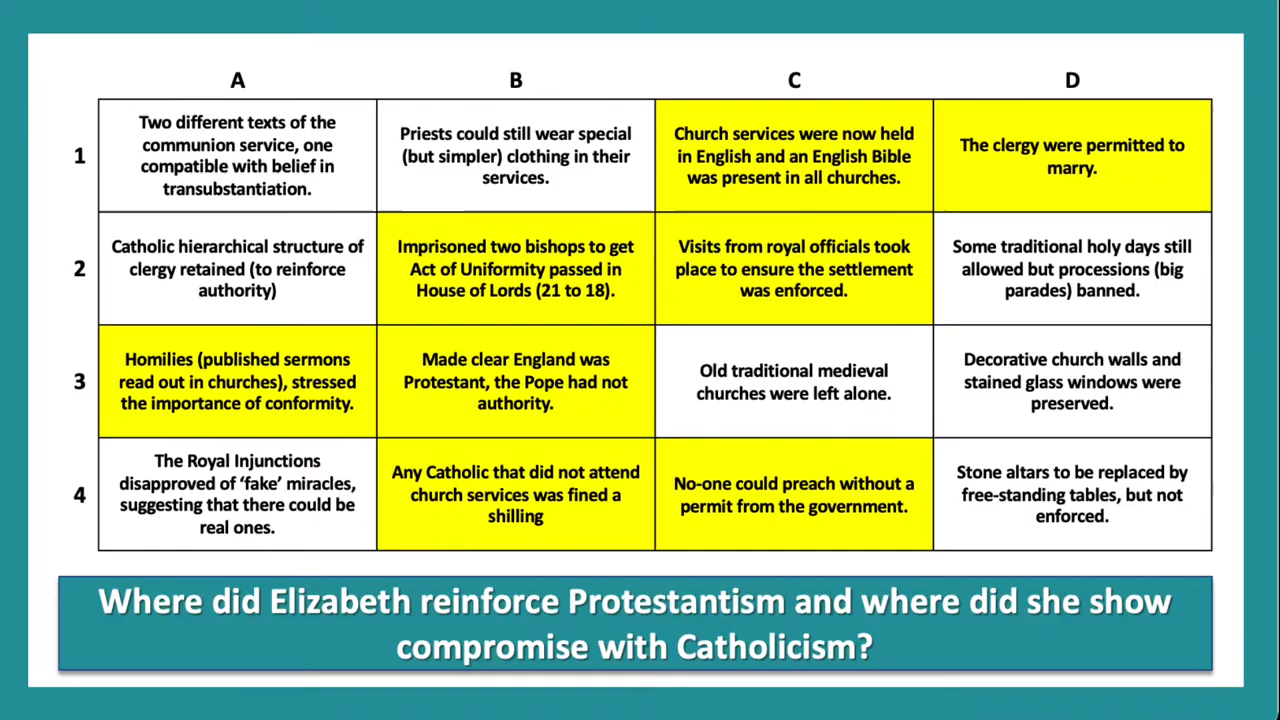 A B C D
1
Two different texts of the
communion service, one
compatible with belief in
transubstantiation.
Priests could still wear special
(but simpler) clothing in their
services.
Church services were now held
in English and an English Bible
was present in all churches.
The clergy were permitted to
marry.
2
Catholic hierarchical structure of
clergy retained (to reinforce
authority)
Imprisoned two bishops to get
Act of Uniformity passed in
House of Lords (21 to 18).
Visits from royal officials took
place to ensure the settlement
was enforced.
Some traditional holy days still
allowed but processions (big
parades) banned.
3
Homilies (published sermons
read out in churches), stressed
the importance of conformity.
Made clear England was
Protestant, the Pope had not
authority.
Old traditional medieval
churches were left alone.
Decorative church walls and
stained glass windows were
preserved.
4
The Royal Injunctions
disapproved of ‘fake’ miracles,
suggesting that there could be
real ones.
Any Catholic that did not attend
church services was fined a
shilling
No-one could preach without a
permit from the government.
Stone altars to be replaced by
free-standing tables, but not
enforced.
Where did Elizabeth reinforce Protestantism and where did she show
compromise with Catholicism?